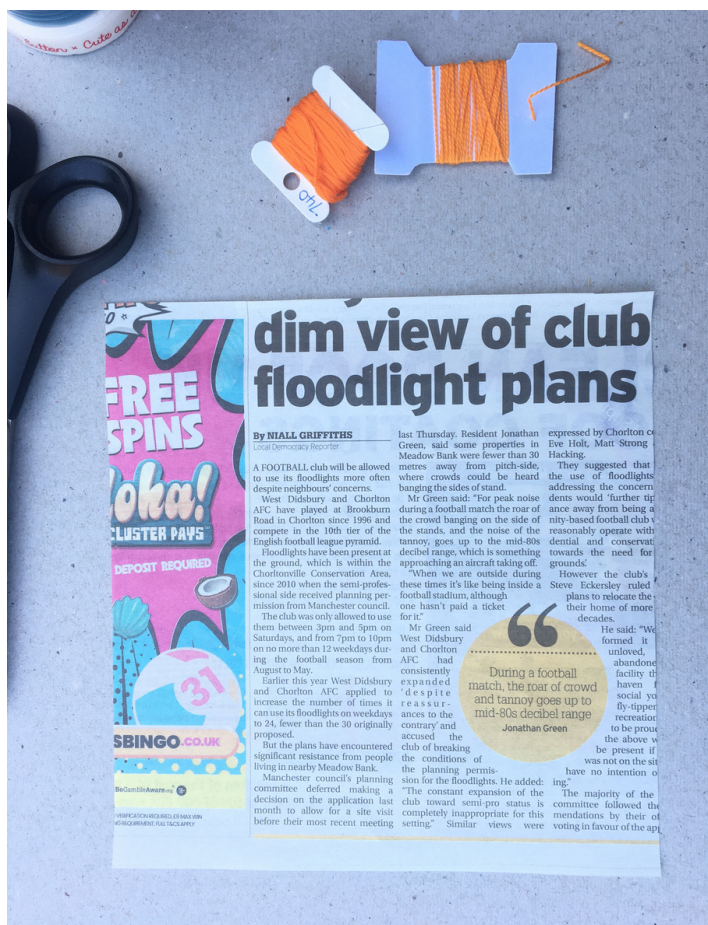 Button × Cute as a
740
FREE
SPINS
oha!
CLUSTER PAYS
DEPOSIT REQUIRED
31
SBINGO.CO.UK
BeGambleAware.org
VERIFICATION REQUIRED. £8 MAX WIN
NG REQUIREMENT. FULL T&CS APPLY
dim view of club
floodlight plans
By NIALL GRIFFITHS
Local Democracy Reporter
A FOOTBALL club will be allowed
to use its floodlights more often
despite neighbours' concerns.
West Didsbury and Chorlton
AFC have played at Brookburn
Road in Chorlton since 1996 and
compete in the 10th tier of the
English football league pyramid.
Floodlights have been present at
the ground, which is within the
Chorltonville Conservation Area,
since 2010 when the semi-profes-
sional side received planning per-
mission from Manchester council.
The club was only allowed to use
them between 3pm and 5pm on
Saturdays, and from 7pm to 10pm
on no more than 12 weekdays dur-
ing the football season from
August to May.
Earlier this year West Didsbury
and Chorlton AFC applied to
increase the number of times it
can use its floodlights on weekdays
to 24, fewer than the 30 originally
proposed.
But the plans have encountered
significant resistance from people
living in nearby Meadow Bank.
Manchester council's planning
committee deferred making a
decision on the application last
month to allow for a site visit
before their most recent meeting
last Thursday. Resident Jonathan
Green, said some properties in
Meadow Bank were fewer than 30
metres away from pitch-side,
where crowds could be heard
banging the sides of stand.
Mr Green said: "For peak noise
during a football match the roar of
the crowd banging on the side of
the stands, and the noise of the
tannoy, goes up to the mid-80s
decibel range, which is something
approaching an aircraft taking off.
"When we are outside during
these times it's like being inside a
football stadium, although
one hasn't paid a ticket
for it."
Mr Green said
West Didsbury
and Chorlton
AFC had
consistently
expanded
'despite
reassur-
ances to the
contrary' and
accused the
club of breaking
the conditions of
the planning permis-
sion for the floodlights. He added:
"The constant expansion of the
club toward semi-pro status is
completely inappropriate for this
setting." Similar views were
During a football
match, the roar of crowd
and tannoy goes up to
mid-80s decibel range
Jonathan Green
expressed by Chorlton
Eve Holt, Matt Strong
Hacking.
They suggested that
the use of floodlights
addressing the concern
dents would 'further tip
ance away from being a
nity-based football club
reasonably operate with
dential and conservat
towards the need for
grounds'.
However the club's
Steve Eckersley ruled
plans to relocate the
their home of more
decades.
He said: "We
formed it
unloved,
abandone
facility th
haven
social yo
fly-tippe
recreation
to be prou
the above
be present if
was not on the sit
have no intention o
ing."
The majority of the
committee followed the
mendations by their of
voting in favour of the ap